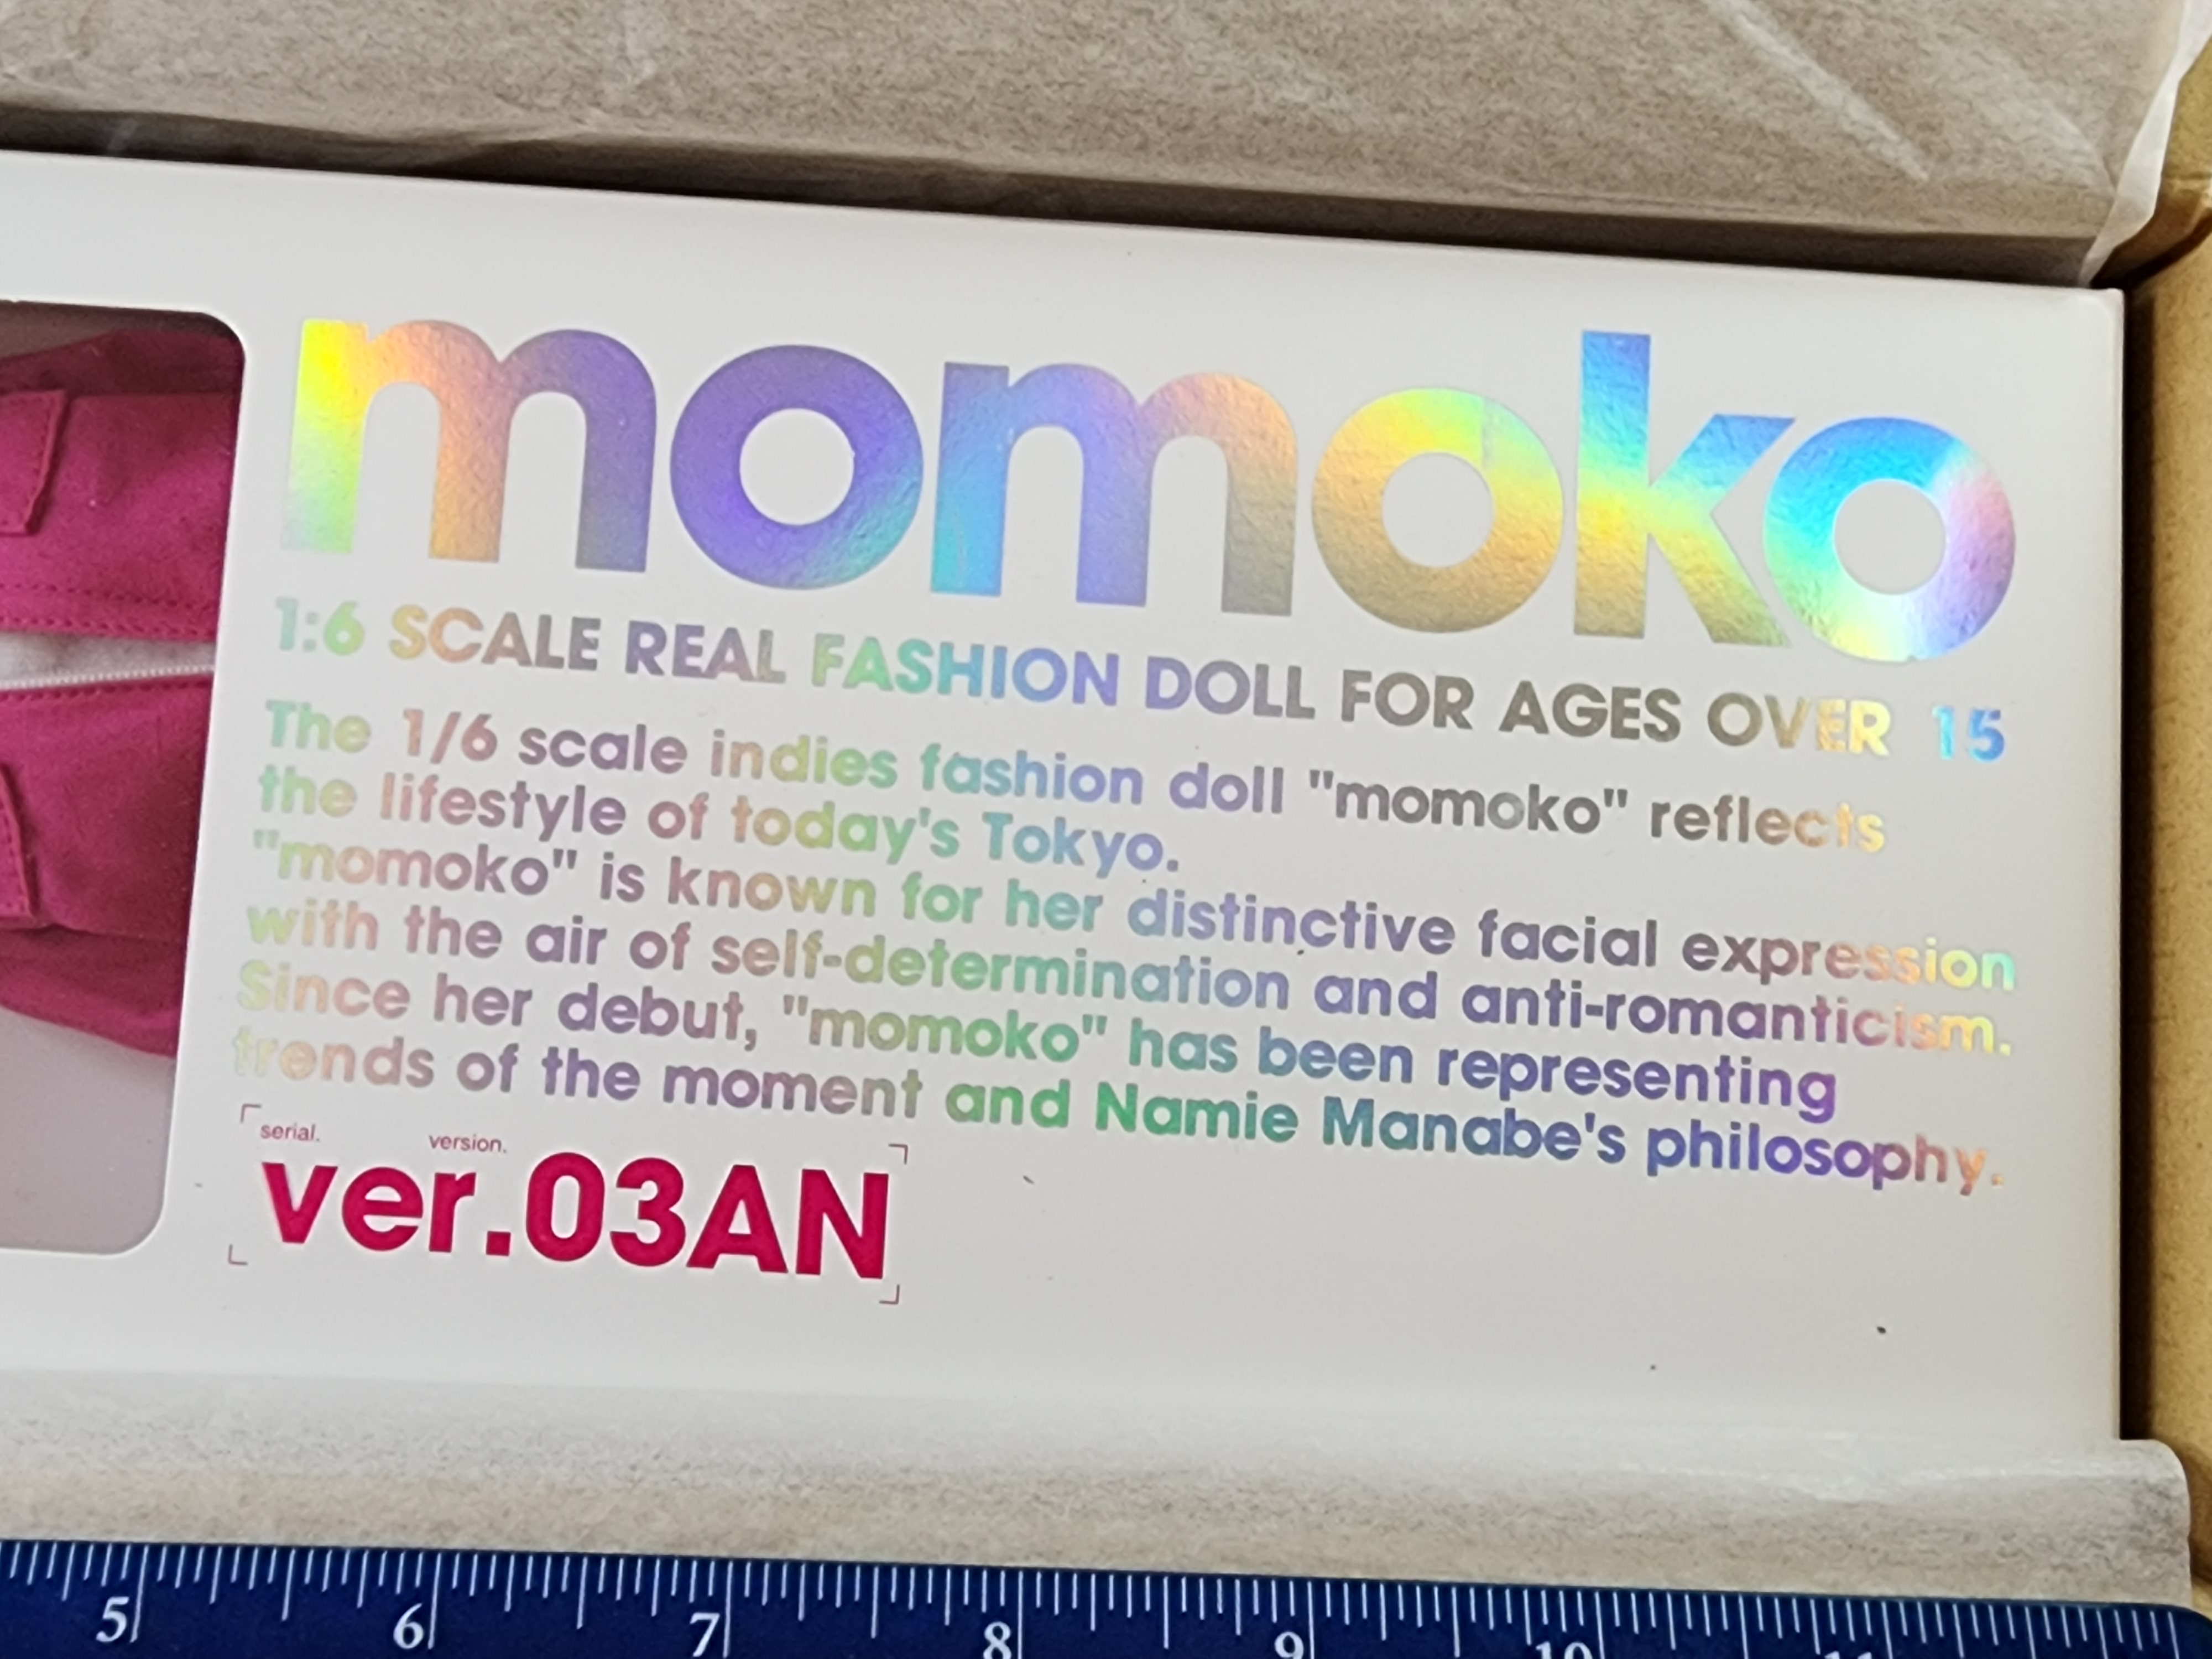 momoko
1:6 SCALE REAL FASHION DOLL FOR AGES OVER 15
The 1/6 scale indies fashion doll "momoko" reflects
the lifestyle of today's Tokyo.
"momoko" is known for her distinctive facial expression
with the air of self-determination and anti-romanticism.
Since her debut, "momoko" has been representing
trends of the moment and Namie Manabe's philosophy.
serial. version.
ver.03AN
5 6 7 8 9 10 11